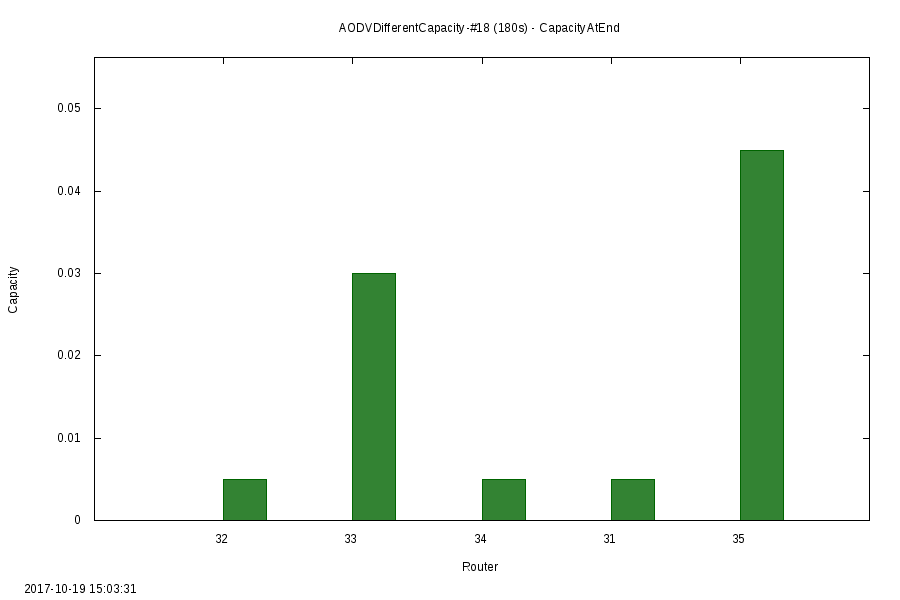 AODVDifferentCapacity-#18 (180s) - CapacityAtEnd
0.05
0.04
0.03
0.02
0.01
0
Capacity
32 33 34 31 35
Router
2017-10-19 15:03:31